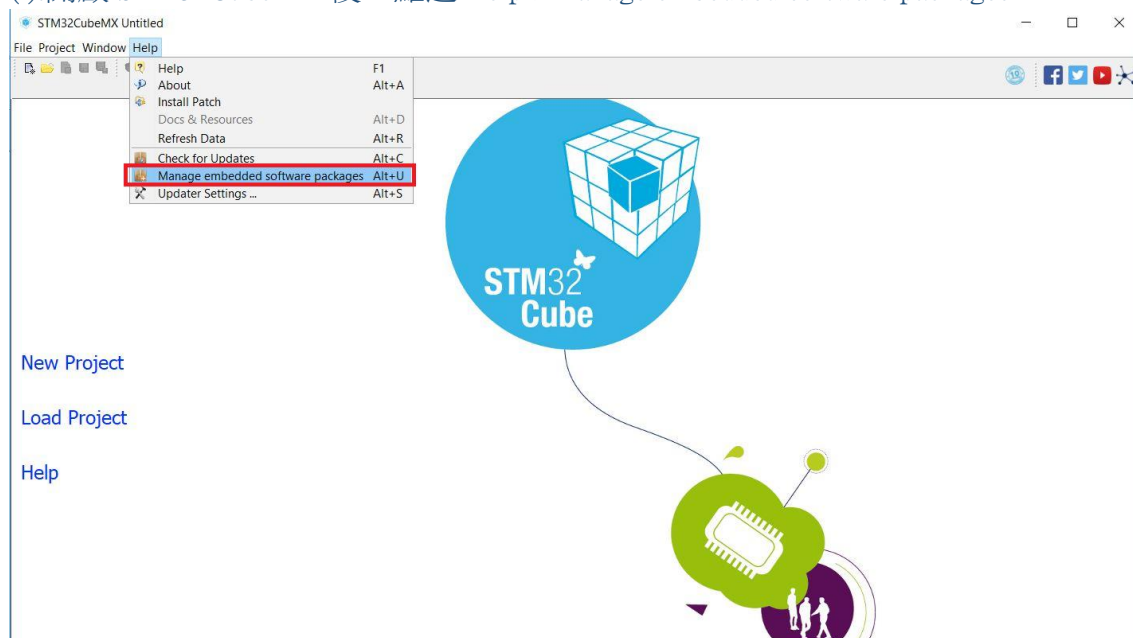 STM32CubeMX Untitled
File Project Window Help
Help F1
About Alt+A
Install Patch
Docs & Resources Alt+D
Refresh Data Alt+R
Check for Updates Alt+C
Manage embedded software packages Alt+U
Updater Settings ... Alt+S
STM32
Cube
New Project
Load Project
Help